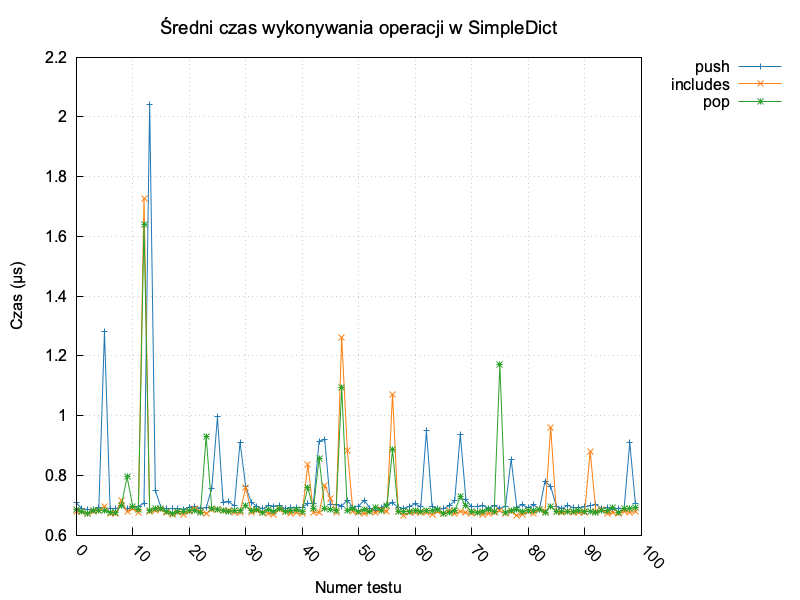 Średni czas wykonywania operacji w SimpleDict
push
includes
pop
2.2
2
1.8
1.6
1.4
1.2
1
0.8
0.6
Czas (µs)
0 10 20 30 40 50 60 70 80 90 100
Numer testu